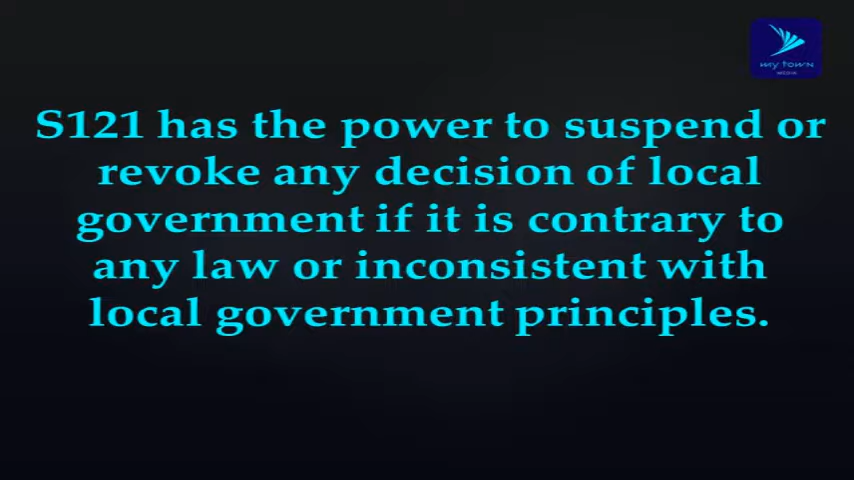 my town
MEDIA
S121 has the power to suspend or
revoke any decision of local
government if it is contrary to
any law or inconsistent with
local government principles.